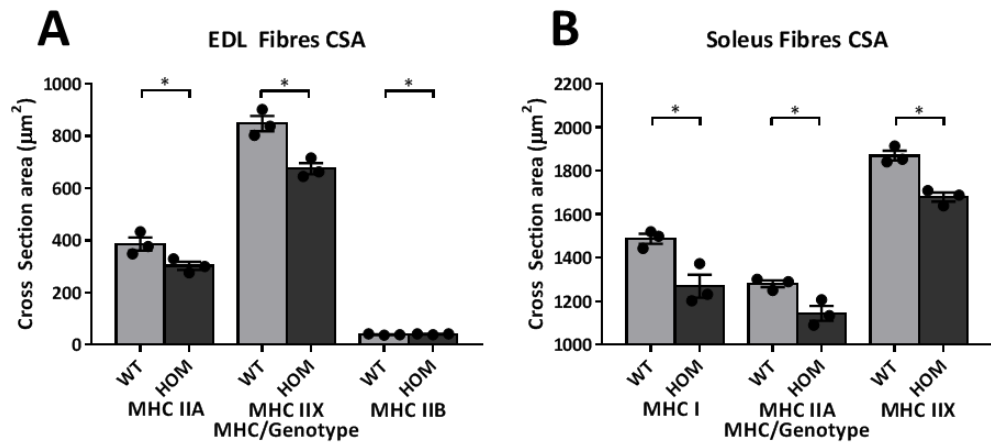 A
EDL Fibres CSA
Cross Section area (µm²)
1000
800
600
400
200
0
* * *
WT HOM WT HOM WT HOM
MHC IIA MHC IIX MHC IIB
MHC/Genotype
B
Soleus Fibres CSA
Cross Section area (µm²)
2200
2000
1800
1600
1400
1200
1000
* * *
WT HOM WT HOM WT HOM
MHC I MHC IIA MHC IIX
MHC/Genotype